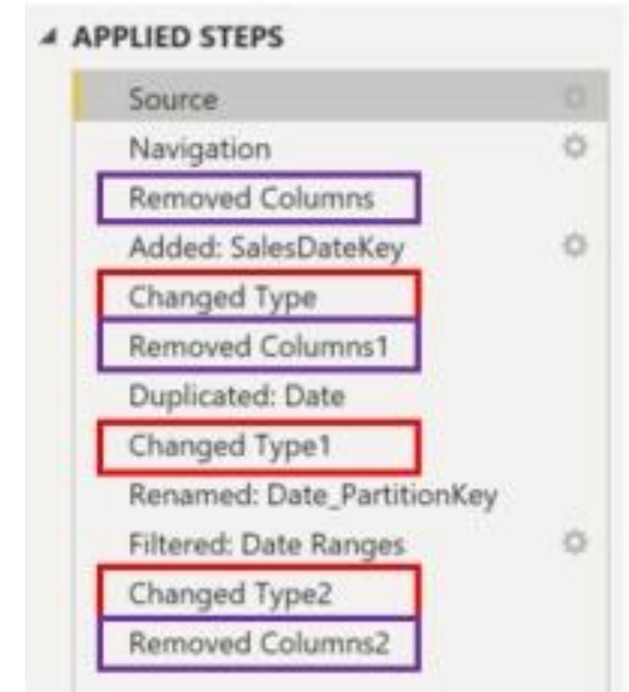 APPLIED STEPS
Source
Navigation
Removed Columns
Added: SalesDateKey
Changed Type
Removed Columns1
Duplicated: Date
Changed Type1
Renamed: Date_PartitionKey
Filtered: Date Ranges
Changed Type2
Removed Columns2